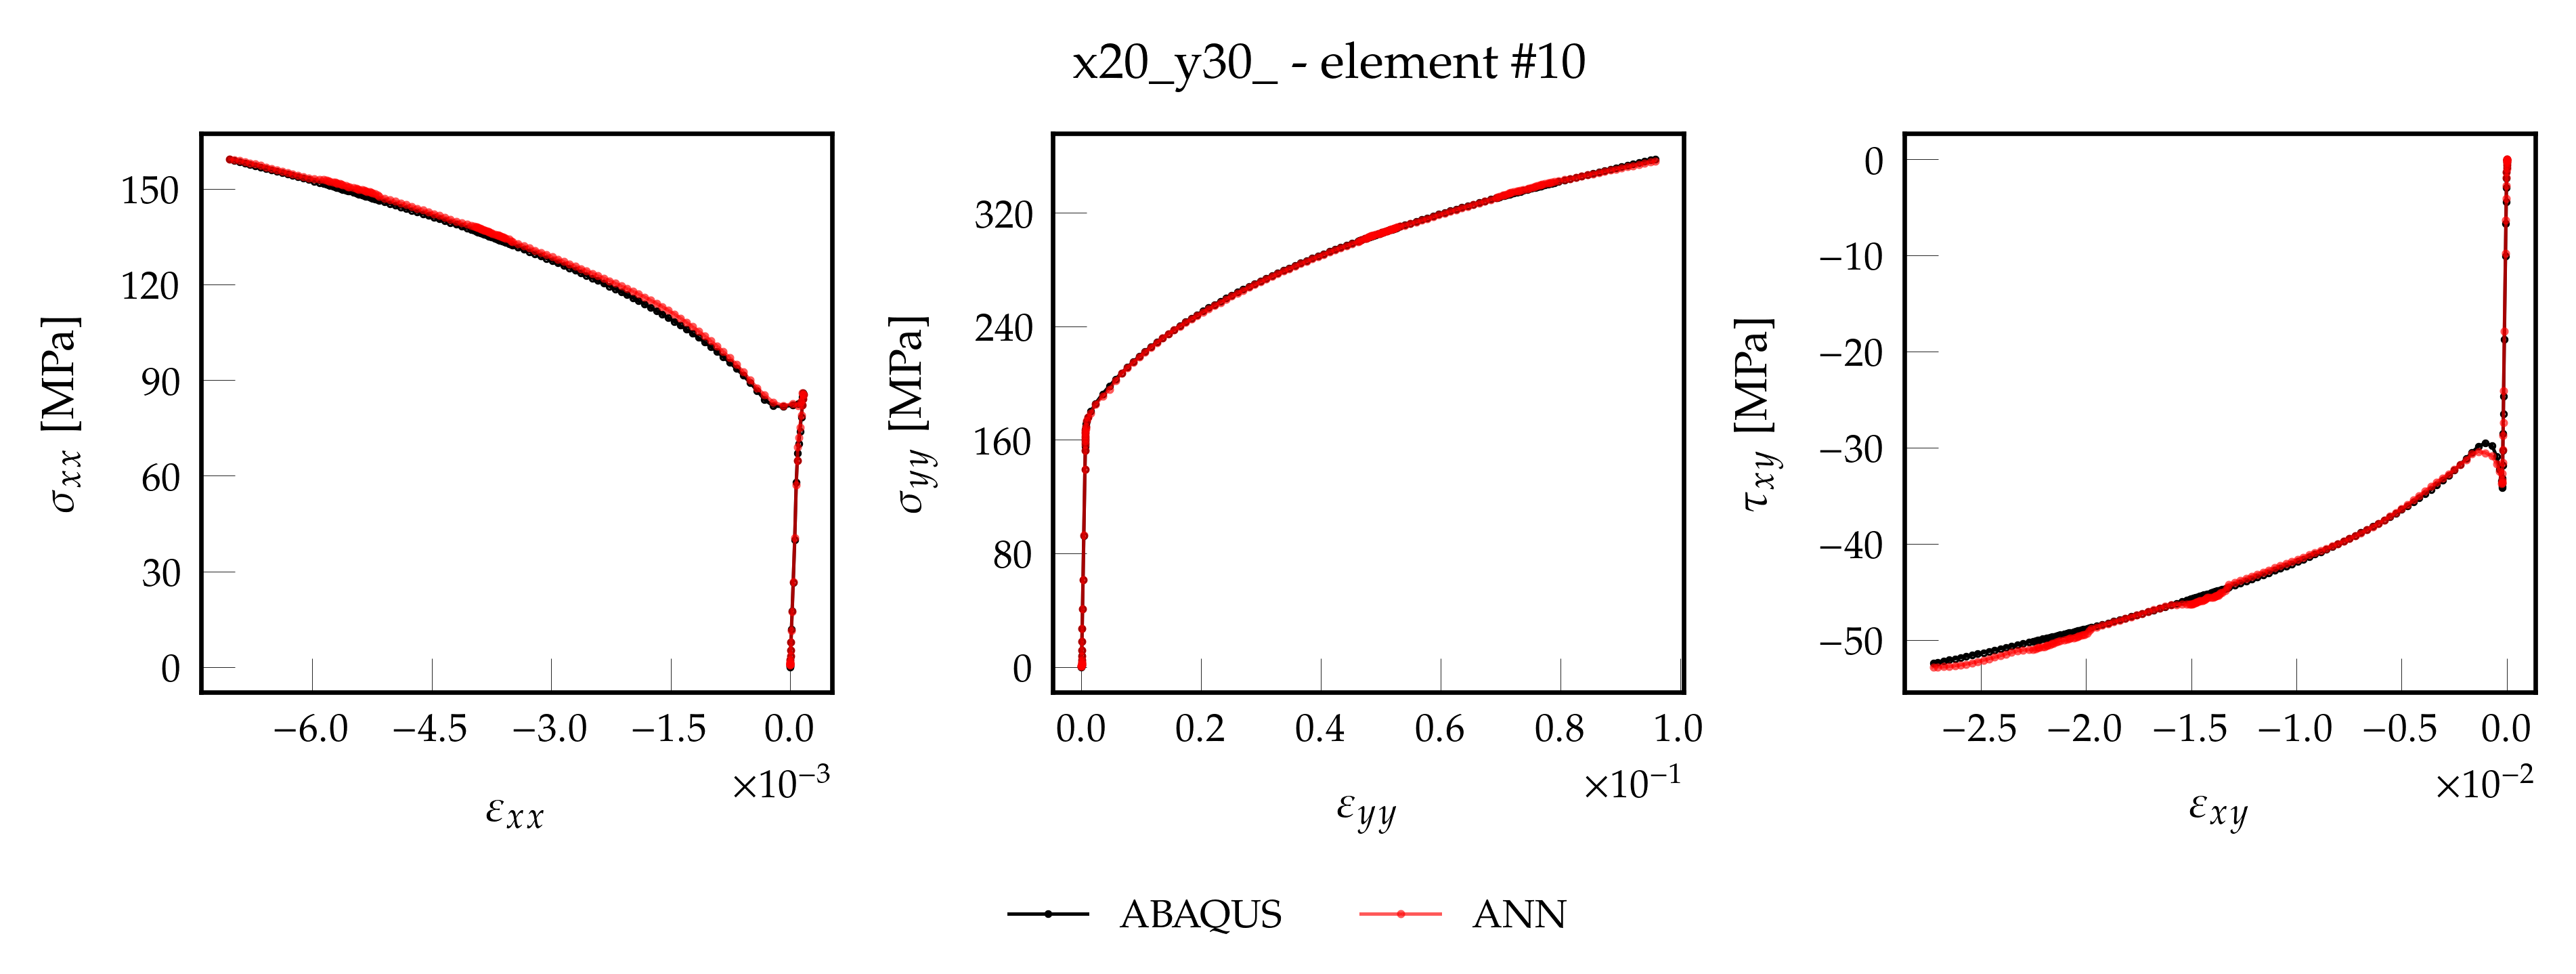 x20_y30_ - element #10
σxx [MPa]
150
120
90
60
30
0
−6.0 −4.5 −3.0 −1.5 0.0
×10−3
εxx
σyy [MPa]
320
240
160
80
0
0.0 0.2 0.4 0.6 0.8 1.0
×10−1
εyy
τxy [MPa]
0
−10
−20
−30
−40
−50
−2.5 −2.0 −1.5 −1.0 −0.5 0.0
×10−2
εxy
ABAQUS ANN